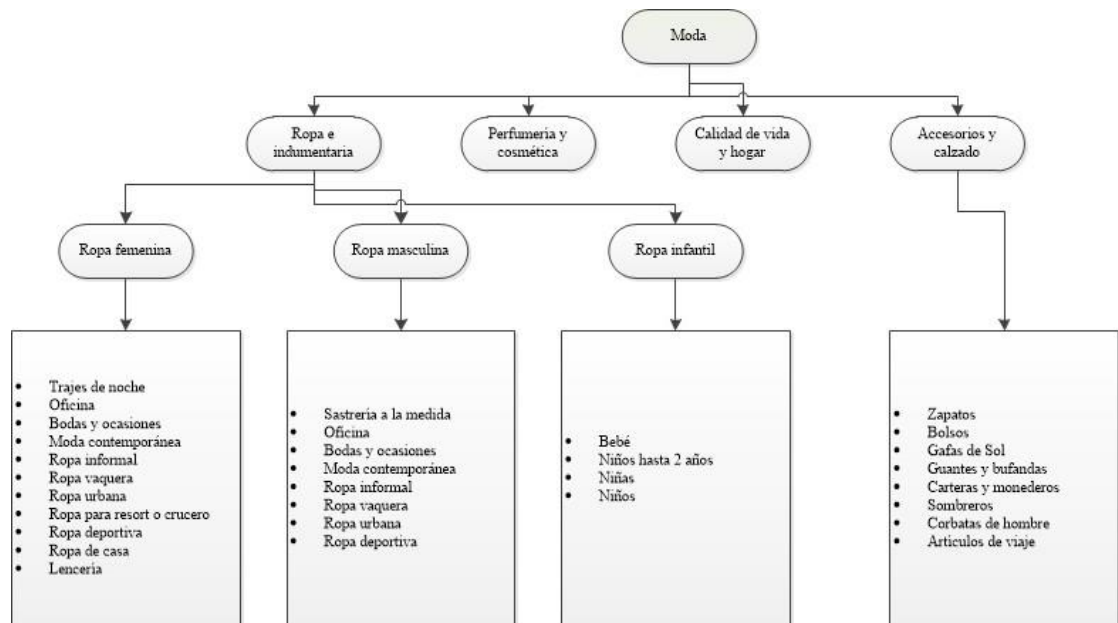 Moda
Ropa e
indumentaria
Perfumería y
cosmética
Calidad de vida
y hogar
Accesorios y
calzado
Ropa femenina
Ropa masculina
Ropa infantil
• Trajes de noche
• Oficina
• Bodas y ocasiones
• Moda contemporánea
• Ropa informal
• Ropa vaquera
• Ropa urbana
• Ropa para resort o crucero
• Ropa deportiva
• Ropa de casa
• Lencería
• Sastrería a la medida
• Oficina
• Bodas y ocasiones
• Moda contemporánea
• Ropa informal
• Ropa vaquera
• Ropa urbana
• Ropa deportiva
• Bebé
• Niños hasta 2 años
• Niñas
• Niños
• Zapatos
• Bolsos
• Gafas de Sol
• Guantes y bufandas
• Carteras y monederos
• Sombreros
• Corbatas de hombre
• Artículos de viaje